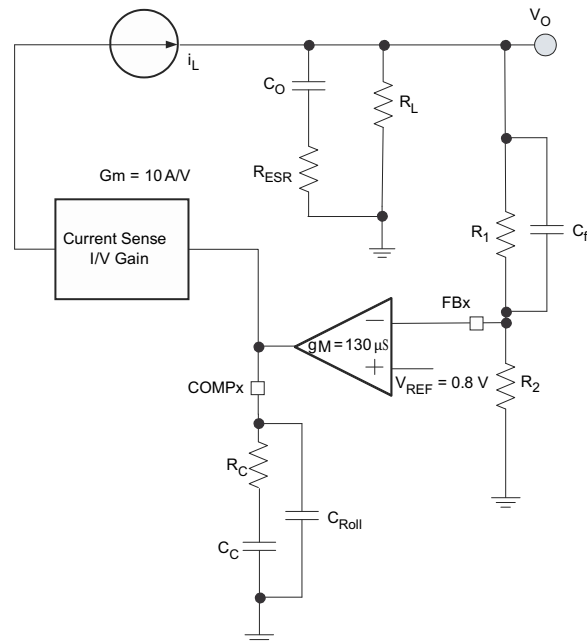 V_O
i_L
C_O
R_L
R_ESR
Gm = 10 A/V
Current Sense
I/V Gain
R_1
C_f
FBx
gM = 130 μS
V_REF = 0.8 V
R_2
COMPx
R_C
C_Roll
C_C